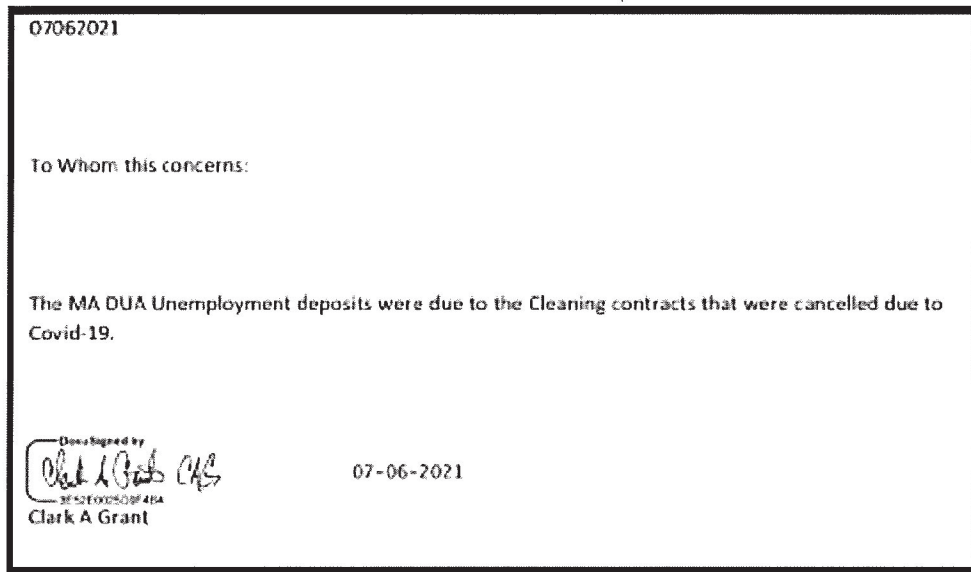 07062021
To Whom this concerns:
The MA DUA Unemployment deposits were due to the Cleaning contracts that were cancelled due to
Covid-19.
DocuSigned by
07-06-2021
Clark A Grant